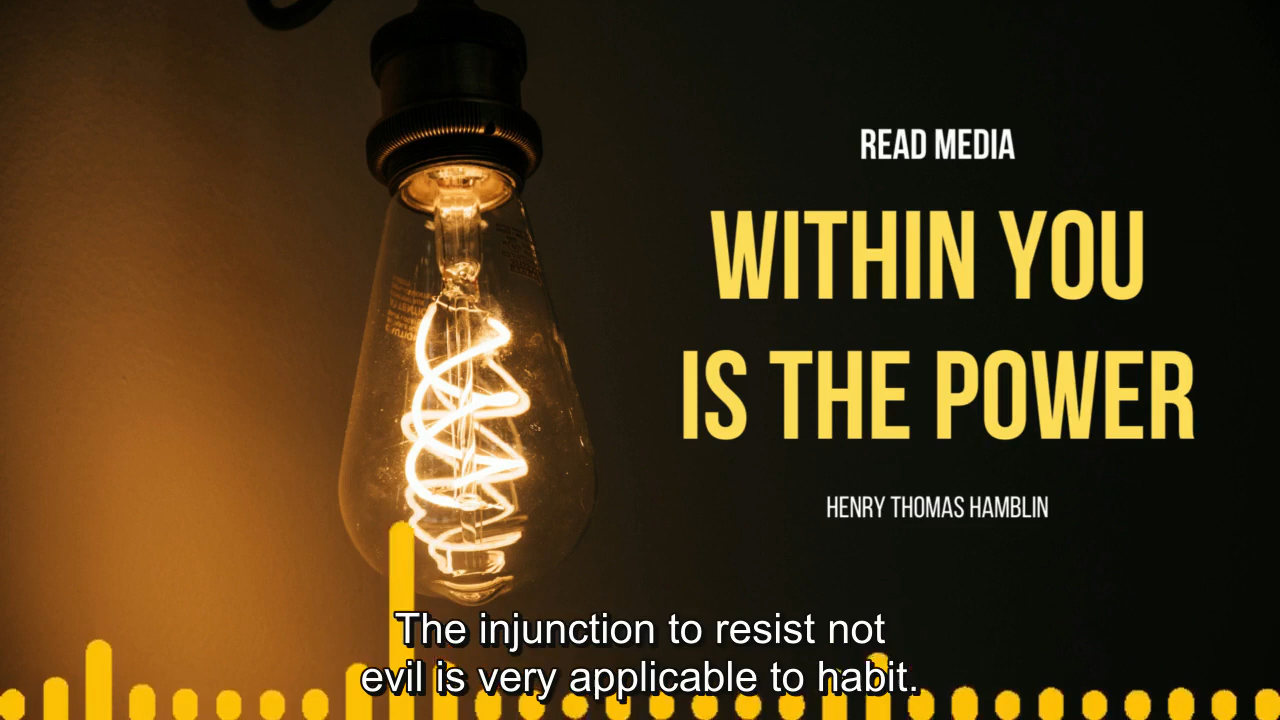 READ MEDIA
WITHIN YOU
IS THE POWER
HENRY THOMAS HAMBLIN
The injunction to resist not
evil is very applicable to habit.